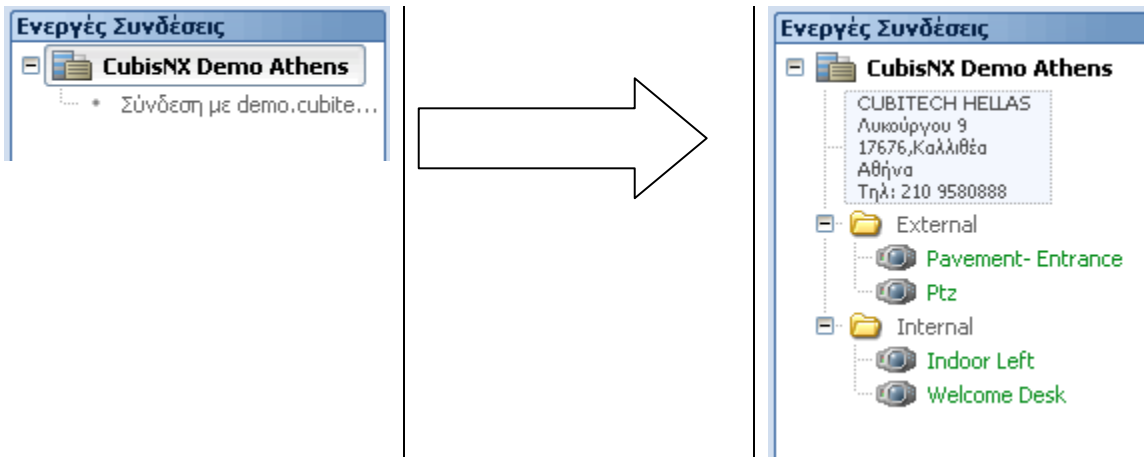 Ενεργές Συνδέσεις
CubisNX Demo Athens
Σύνδεση με demo.cubite...
Ενεργές Συνδέσεις
CubisNX Demo Athens
CUBITECH HELLAS
Λυκούργου 9
17676,Καλλιθέα
Αθήνα
Τηλ: 210 9580888
External
Pavement- Entrance
Ptz
Internal
Indoor Left
Welcome Desk